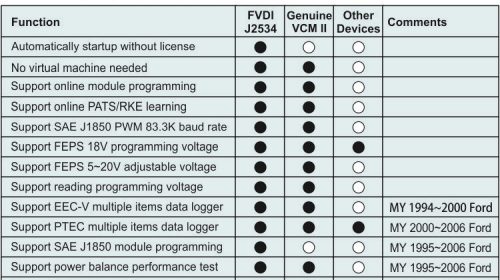 Function FVDI J2534 Genuine VCM II Other Devices Comments
Automatically startup without license ● ○ ○
No virtual machine needed ● ● ○
Support online module programming ● ● ○
Support online PATS/RKE learning ● ● ○
Support SAE J1850 PWM 83.3K baud rate ● ● ○
Support FEPS 18V programming voltage ● ● ●
Support FEPS 5~20V adjustable voltage ● ● ○
Support reading programming voltage ● ● ○
Support EEC-V multiple items data logger ● ● ○ MY 1994~2000 Ford
Support PTEC multiple items data logger ● ● ● MY 2000~2006 Ford
Support SAE J1850 module programming ● ○ ○ MY 1995~2006 Ford
Support power balance performance test ● ● ○ MY 1995~2006 Ford